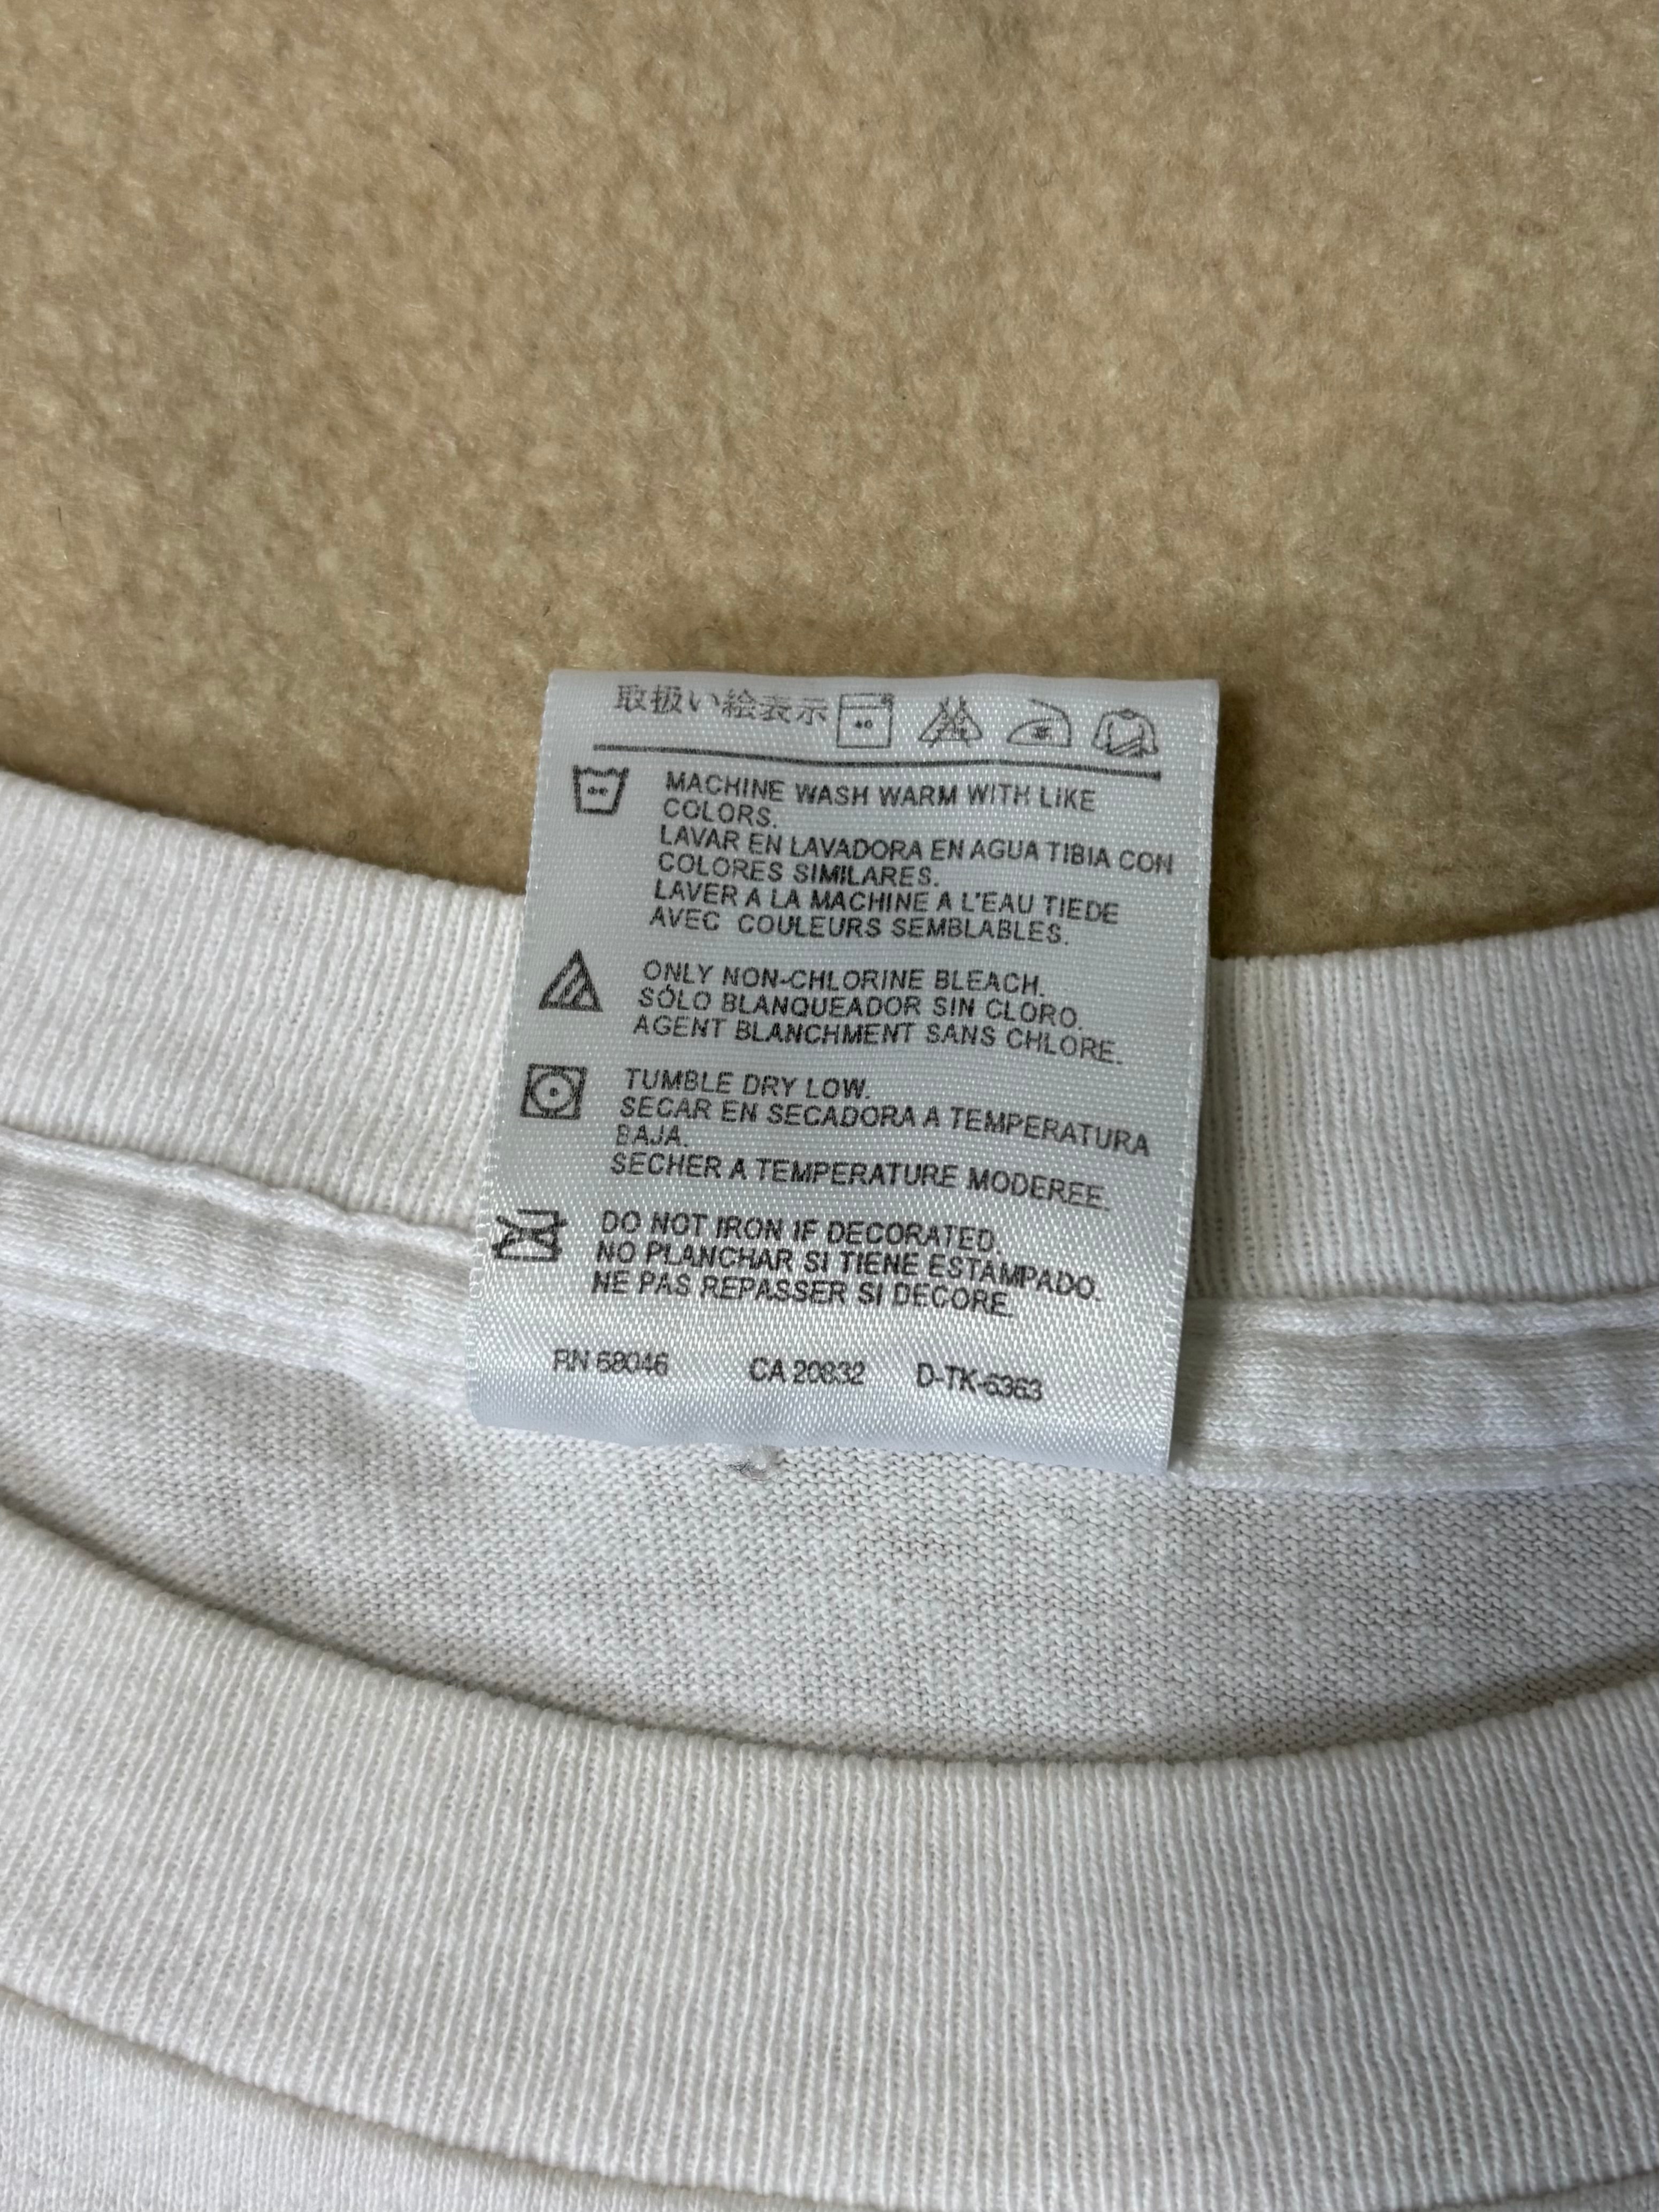 取扱い絵表示 40
MACHINE WASH WARM WITH LIKE
COLORS.
LAVAR EN LAVADORA EN AGUA TIBIA CON
COLORES SIMILARES.
LAVER A LA MACHINE A L'EAU TIEDE
AVEC COULEURS SEMBLABLES.
ONLY NON-CHLORINE BLEACH.
SÓLO BLANQUEADOR SIN CLORO.
AGENT BLANCHMENT SANS CHLORE.
TUMBLE DRY LOW.
SECAR EN SECADORA A TEMPERATURA
BAJA.
SECHER A TEMPERATURE MODEREE.
DO NOT IRON IF DECORATED.
NO PLANCHAR SI TIENE ESTAMPADO.
NE PAS REPASSER SI DECORE.
RN 68046 CA 20832 D-TK-6363